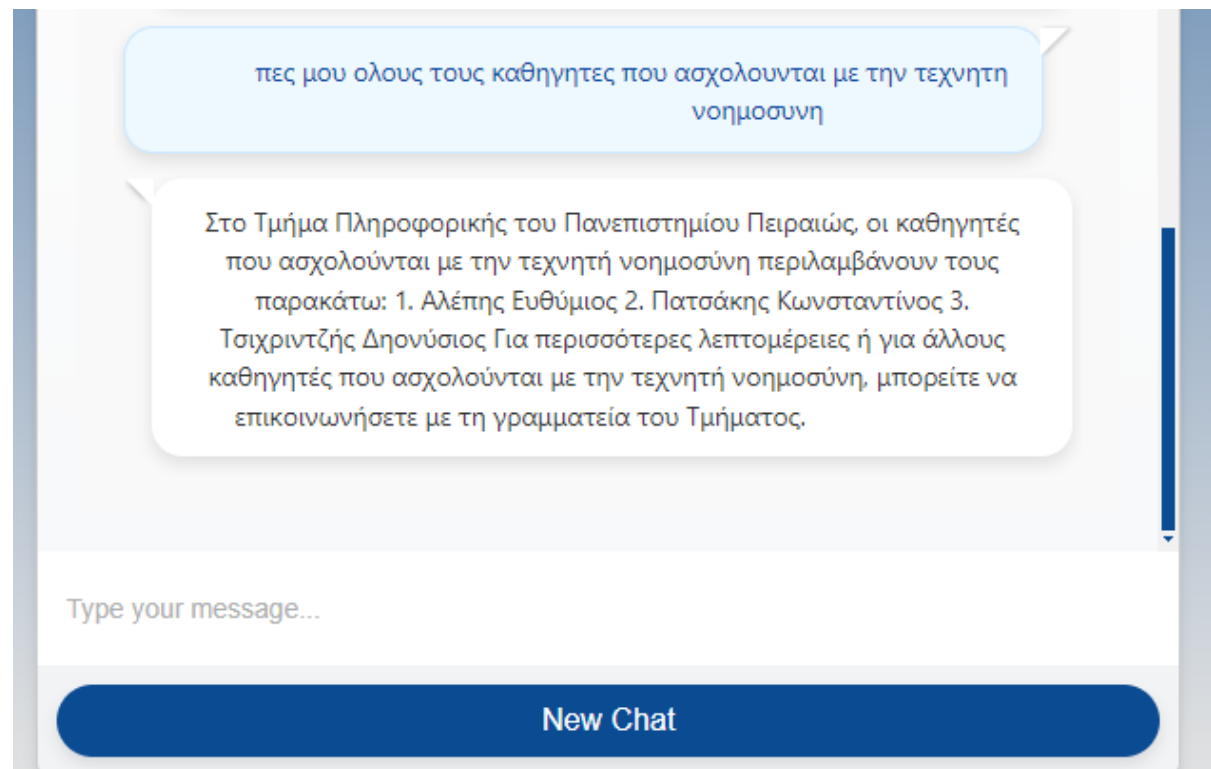 πες μου ολους τους καθηγητες που ασχολουνται με την τεχνητη
νοημοσυνη
Στο Τμήμα Πληροφορικής του Πανεπιστημίου Πειραιώς, οι καθηγητές
που ασχολούνται με την τεχνητή νοημοσύνη περιλαμβάνουν τους
παρακάτω: 1. Αλέπης Ευθύμιος 2. Πατσάκης Κωνσταντίνος 3.
Τσιχριντζής Δηονύσιος Για περισσότερες λεπτομέρειες ή για άλλους
καθηγητές που ασχολούνται με την τεχνητή νοημοσύνη, μπορείτε να
επικοινωνήσετε με τη γραμματεία του Τμήματος.
Type your message...
New Chat